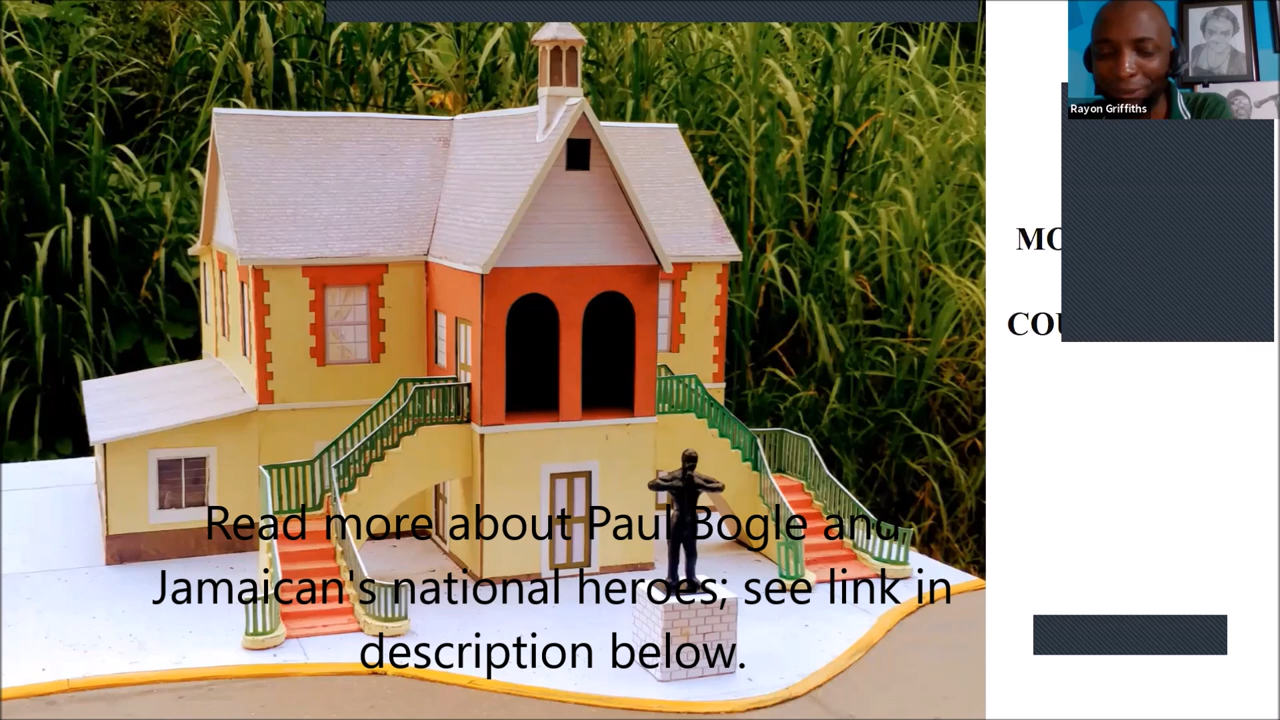 Rayon Griffiths
Read more about Paul Bogle and
Jamaican's national heroes; see link in
description below.